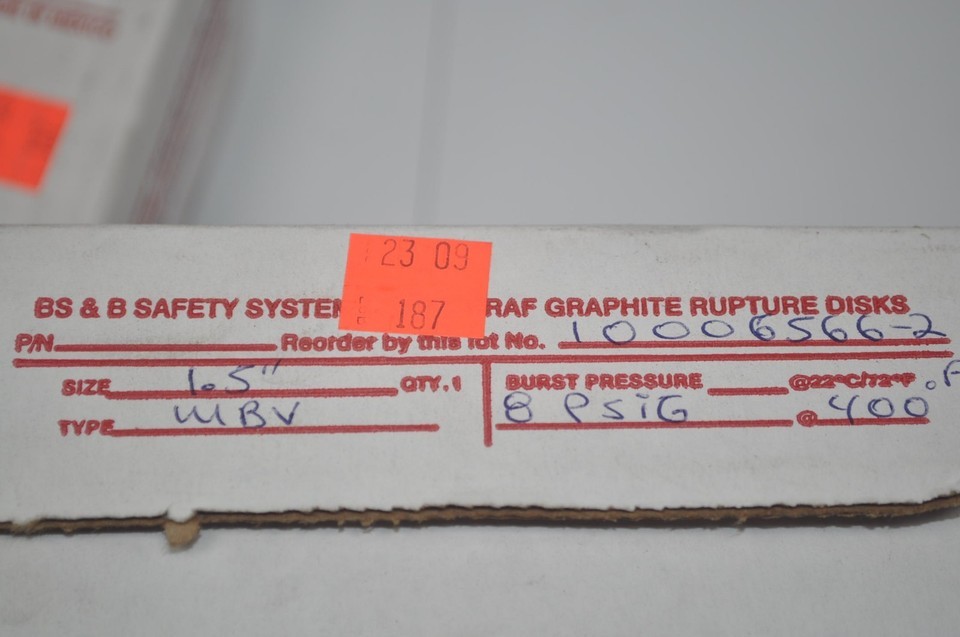 23 09
187
BS & B SAFETY SYSTEM RAF GRAPHITE RUPTURE DISKS
P/N Reorder by this lot No. 10006566-2
SIZE 1.5" QTY. 1 BURST PRESSURE @22°C/72°F
TYPE MBV 8 PSIG @ 400 °F